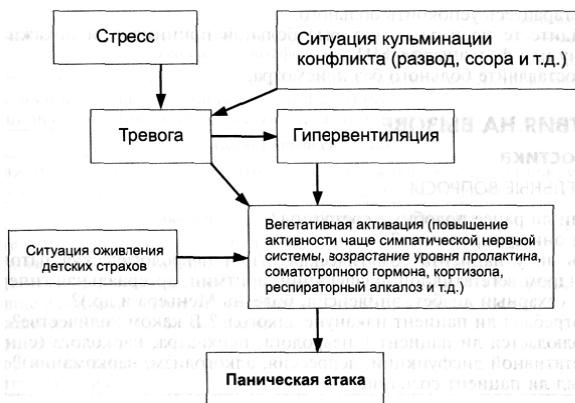 Стресс
Ситуация кульминации
конфликта (развод, ссора и т.д.)
Тревога
Гипервентиляция
Ситуация оживления
детских страхов
Вегетативная активация (повышение
активности чаще симпатической нервной
системы, возрастание уровня пролактина,
соматотропного гормона, кортизола,
респираторный алкалоз и т.д.)
Паническая атака